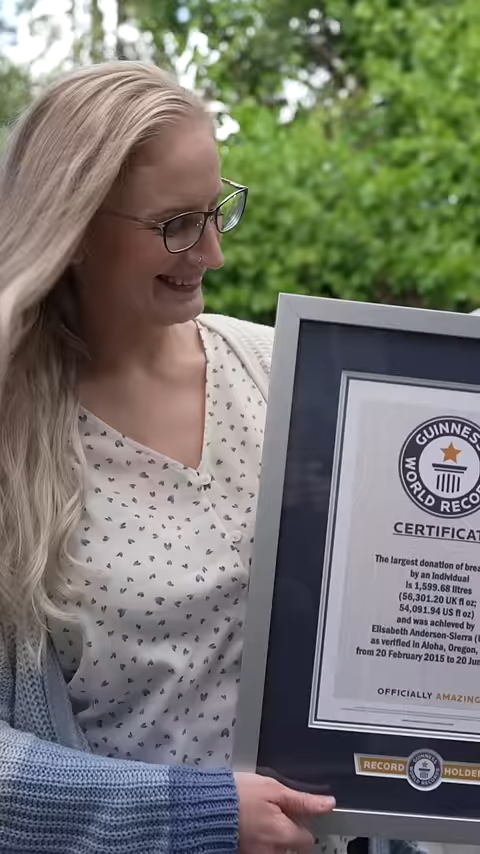 GUINNESS
WORLD RECOR
CERTIFICAT
The largest donation of brea
by an individual
is 1,599.68 litres
(56,301.20 UK fl oz;
54,091.94 US fl oz)
and was achieved by
Elisabeth Anderson-Sierra (
as verified in Aloha, Oregon,
from 20 February 2015 to 20 Ju
OFFICIALLY AMAZING
RECORD HOLDE